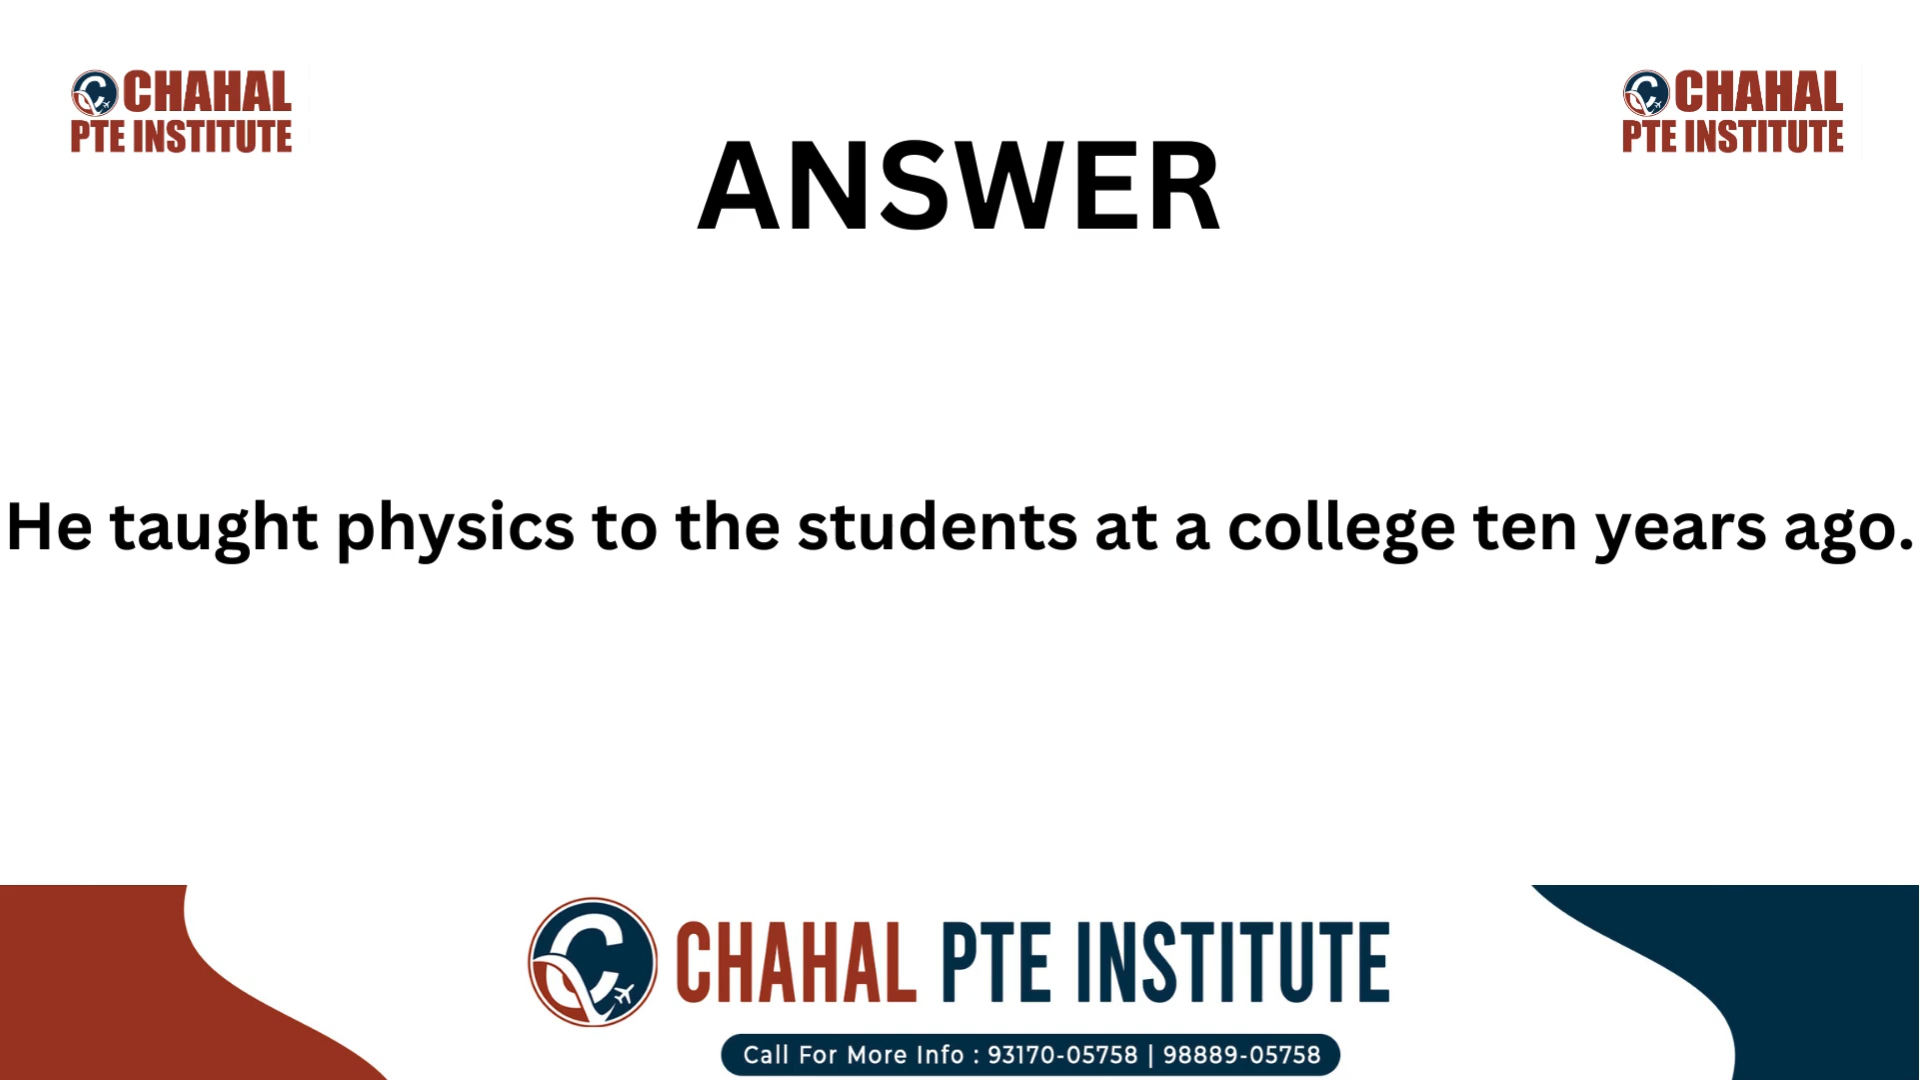 CHAHAL
PTE INSTITUTE
CHAHAL
PTE INSTITUTE
ANSWER
He taught physics to the students at a college ten years ago.
CHAHAL PTE INSTITUTE
Call For More Info : 93170-05758 | 98889-05758